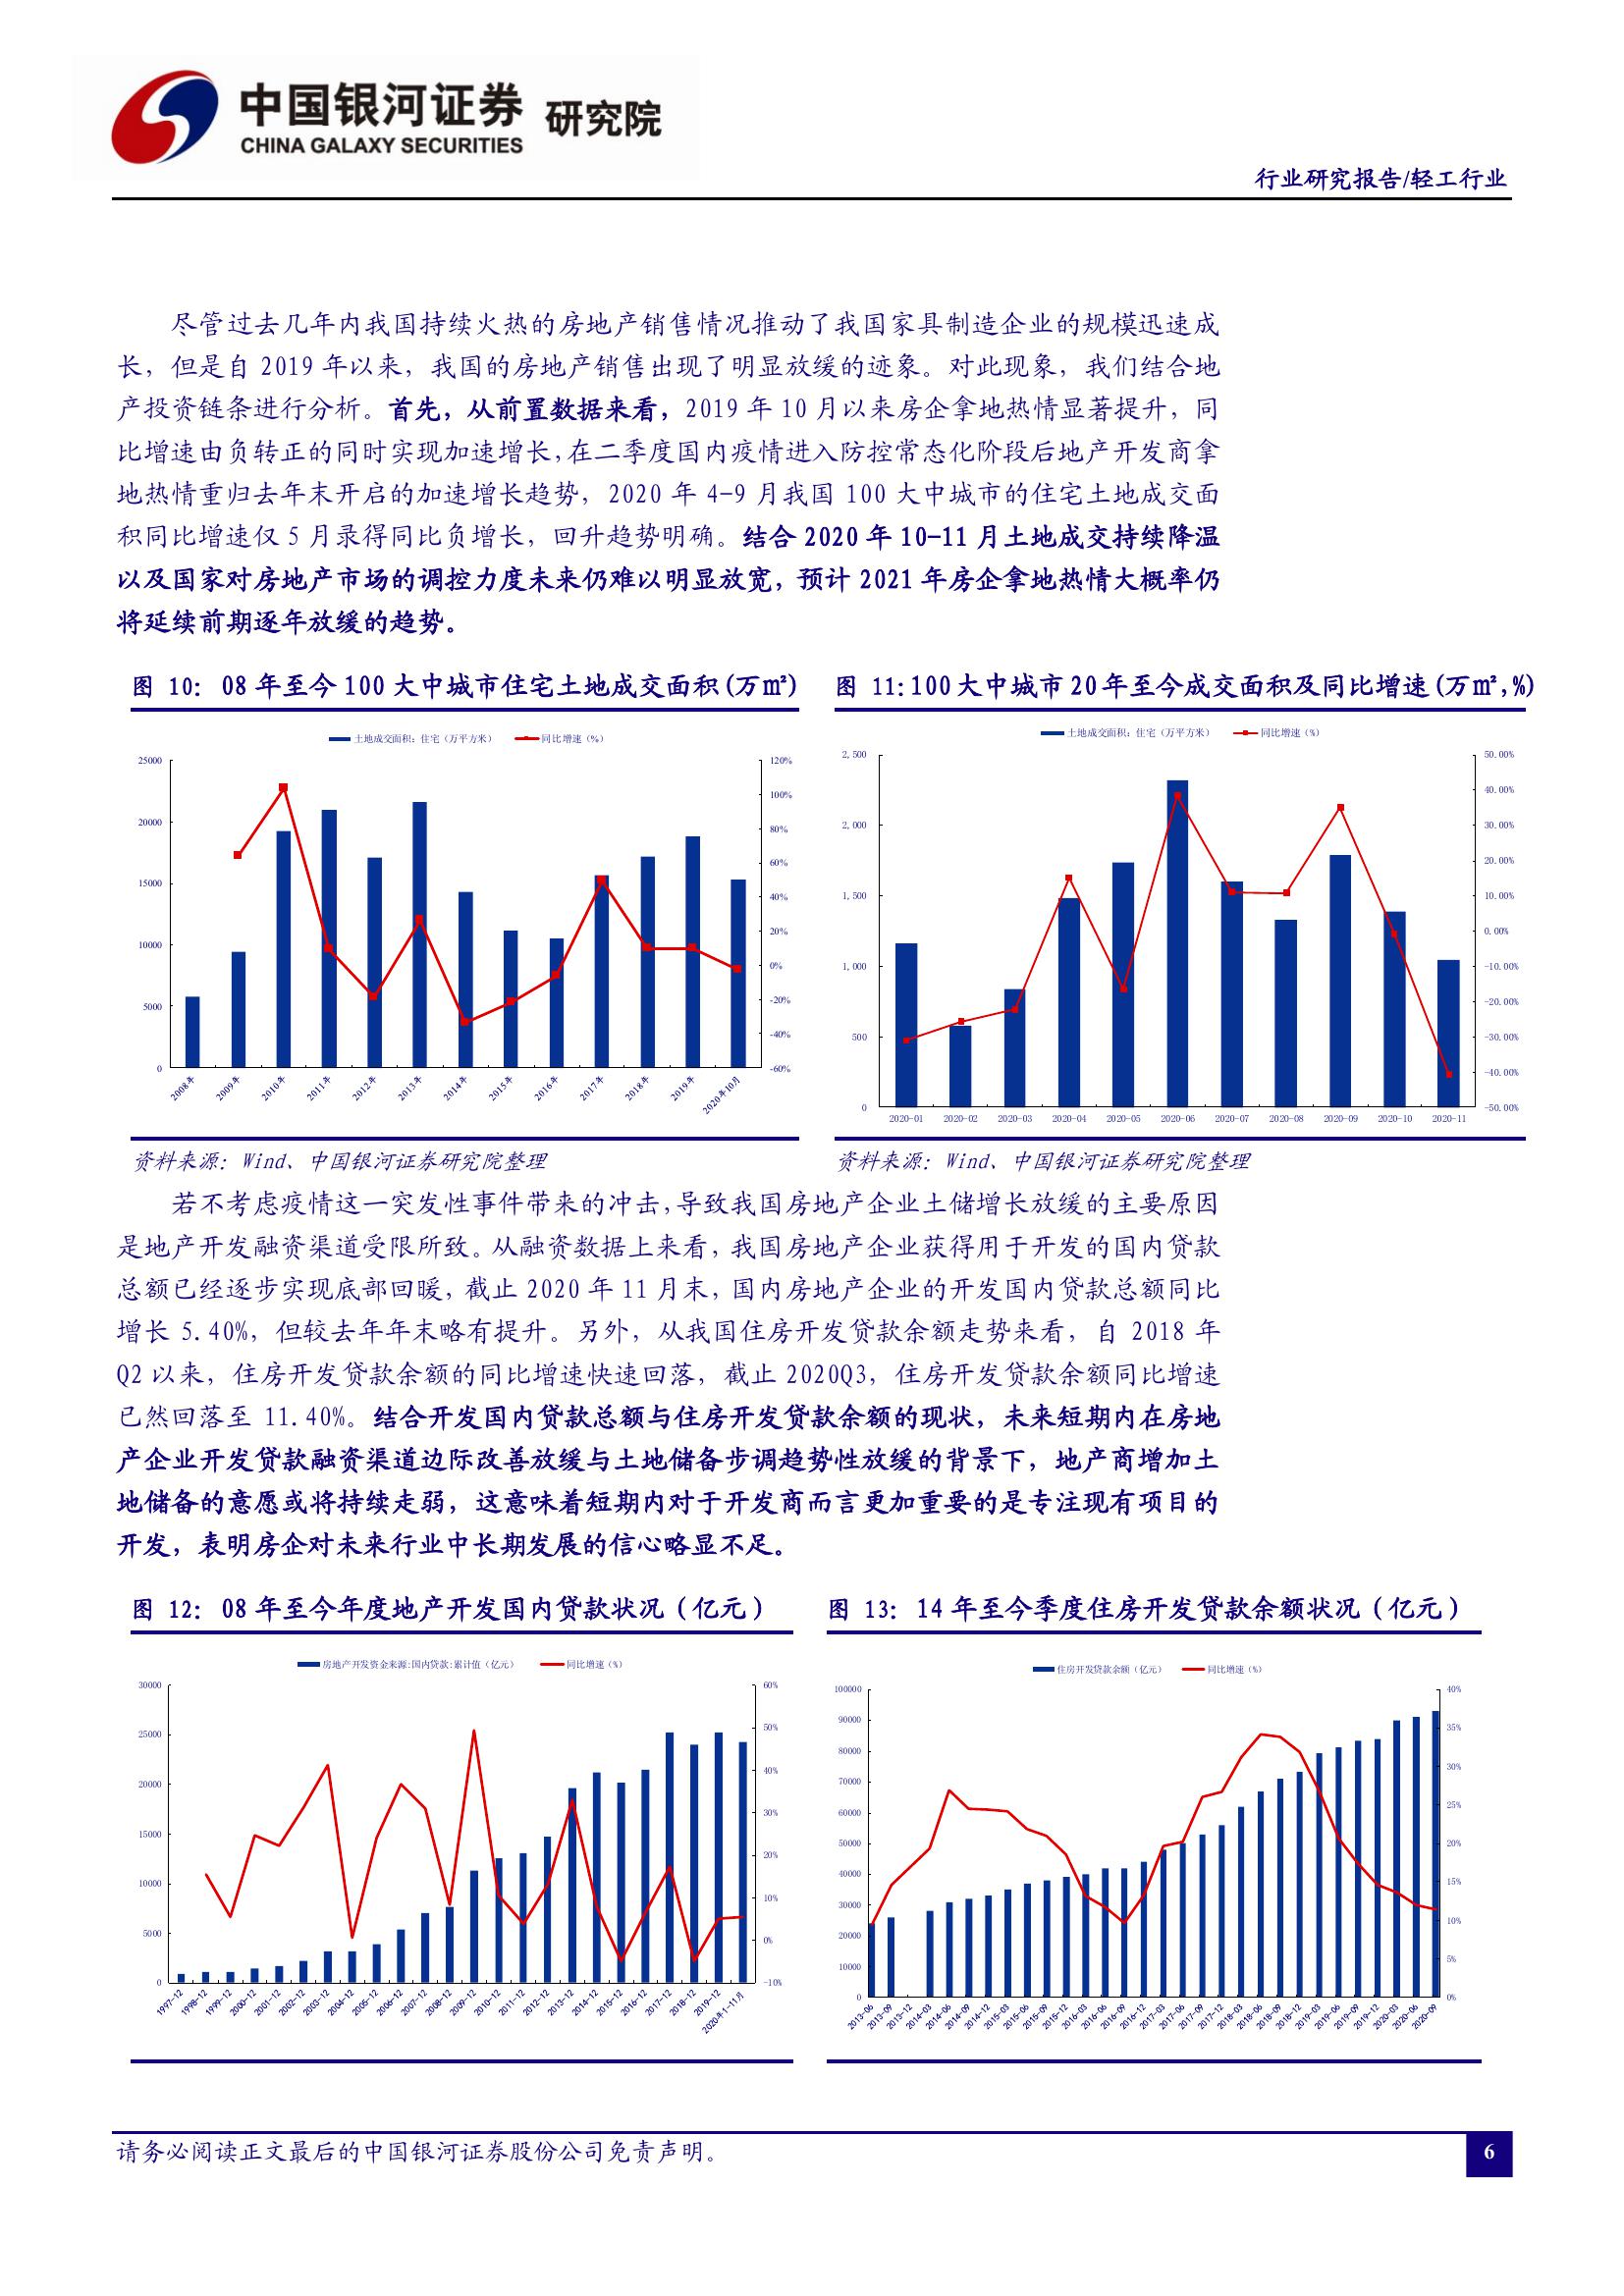 中国银河证券 研究院
CHINA GALAXY SECURITIES
行业研究报告/轻工行业
尽管过去几年内我国持续火热的房地产销售情况推动了我国家具制造企业的规模迅速成
长，但是自 2019 年以来，我国的房地产销售出现了明显放缓的迹象。对此现象，我们结合地
产投资链条进行分析。首先，从前置数据来看，2019 年 10 月以来房企拿地热情显著提升，同
比增速由负转正的同时实现加速增长，在二季度国内疫情进入防控常态化阶段后地产开发商拿
地热情重归去年末开启的加速增长趋势，2020 年 4-9 月我国 100 大中城市的住宅土地成交面
积同比增速仅 5 月录得同比负增长，回升趋势明确。结合 2020 年 10-11 月土地成交持续降温
以及国家对房地产市场的调控力度未来仍难以明显放宽，预计 2021 年房企拿地热情大概率仍
将延续前期逐年放缓的趋势。
图 10： 08 年至今 100 大中城市住宅土地成交面积(万㎡)
土地成交面积：住宅（万平方米） 同比增速（%）
25000
20000
15000
10000
5000
0
120%
100%
80%
60%
40%
20%
0%
-20%
-40%
-60%
2008年 2009年 2010年 2011年 2012年 2013年 2014年 2015年 2016年 2017年 2018年 2019年 2020年10月
资料来源：Wind、中国银河证券研究院整理
图 11:100 大中城市 20 年至今成交面积及同比增速(万㎡,%)
土地成交面积：住宅（万平方米） 同比增速（%）
2,500
2,000
1,500
1,000
500
0
50.00%
40.00%
30.00%
20.00%
10.00%
0.00%
-10.00%
-20.00%
-30.00%
-40.00%
-50.00%
2020-01 2020-02 2020-03 2020-04 2020-05 2020-06 2020-07 2020-08 2020-09 2020-10 2020-11
资料来源：Wind、中国银河证券研究院整理
若不考虑疫情这一突发性事件带来的冲击，导致我国房地产企业土储增长放缓的主要原因
是地产开发融资渠道受限所致。从融资数据上来看，我国房地产企业获得用于开发的国内贷款
总额已经逐步实现底部回暖，截止 2020 年 11 月末，国内房地产企业的开发国内贷款总额同比
增长 5.40%，但较去年年末略有提升。另外，从我国住房开发贷款余额走势来看，自 2018 年
Q2 以来，住房开发贷款余额的同比增速快速回落，截止 2020Q3，住房开发贷款余额同比增速
已然回落至 11.40%。结合开发国内贷款总额与住房开发贷款余额的现状，未来短期内在房地
产企业开发贷款融资渠道边际改善放缓与土地储备步调趋势性放缓的背景下，地产商增加土
地储备的意愿或将持续走弱，这意味着短期内对于开发商而言更加重要的是专注现有项目的
开发，表明房企对未来行业中长期发展的信心略显不足。
图 12： 08 年至今年度地产开发国内贷款状况（亿元）
房地产开发资金来源:国内贷款:累计值（亿元） 同比增速（%）
30000
25000
20000
15000
10000
5000
0
60%
50%
40%
30%
20%
10%
0%
-10%
1997-12 1998-12 1999-12 2000-12 2001-12 2002-12 2003-12 2004-12 2005-12 2006-12 2007-12 2008-12 2009-12 2010-12 2011-12 2012-12 2013-12 2014-12 2015-12 2016-12 2017-12 2018-12 2019-12 2020年1-11月
图 13： 14 年至今季度住房开发贷款余额状况（亿元）
住房开发贷款余额（亿元） 同比增速（%）
100000
90000
80000
70000
60000
50000
40000
30000
20000
10000
0
40%
35%
30%
25%
20%
15%
10%
5%
0%
2013-06 2013-09 2013-12 2014-03 2014-06 2014-09 2014-12 2015-03 2015-06 2015-09 2015-12 2016-03 2016-06 2016-09 2016-12 2017-03 2017-06 2017-09 2017-12 2018-03 2018-06 2018-09 2018-12 2019-03 2019-06 2019-09 2019-12 2020-03 2020-06 2020-09
请务必阅读正文最后的中国银河证券股份公司免责声明。
6